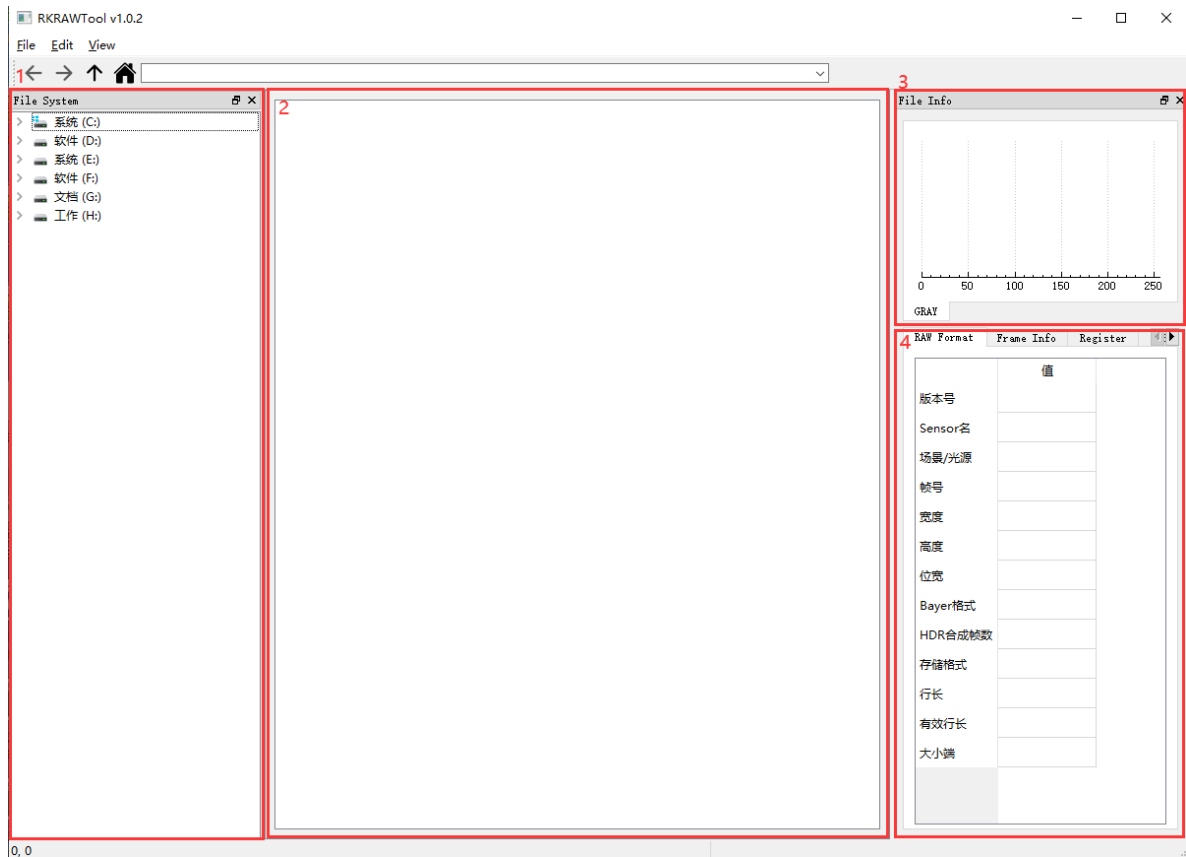 RKRAWTool v1.0.2
File Edit View
1
File System
系统 (C:)
软件 (D:)
系统 (E:)
软件 (F:)
文档 (G:)
工作 (H:)
2
3
File Info
0 50 100 150 200 250
GRAY
4
RAW Format Frame Info Register
值
版本号
Sensor名
场景/光源
帧号
宽度
高度
位宽
Bayer格式
HDR合成帧数
存储格式
行长
有效行长
大小端
0, 0